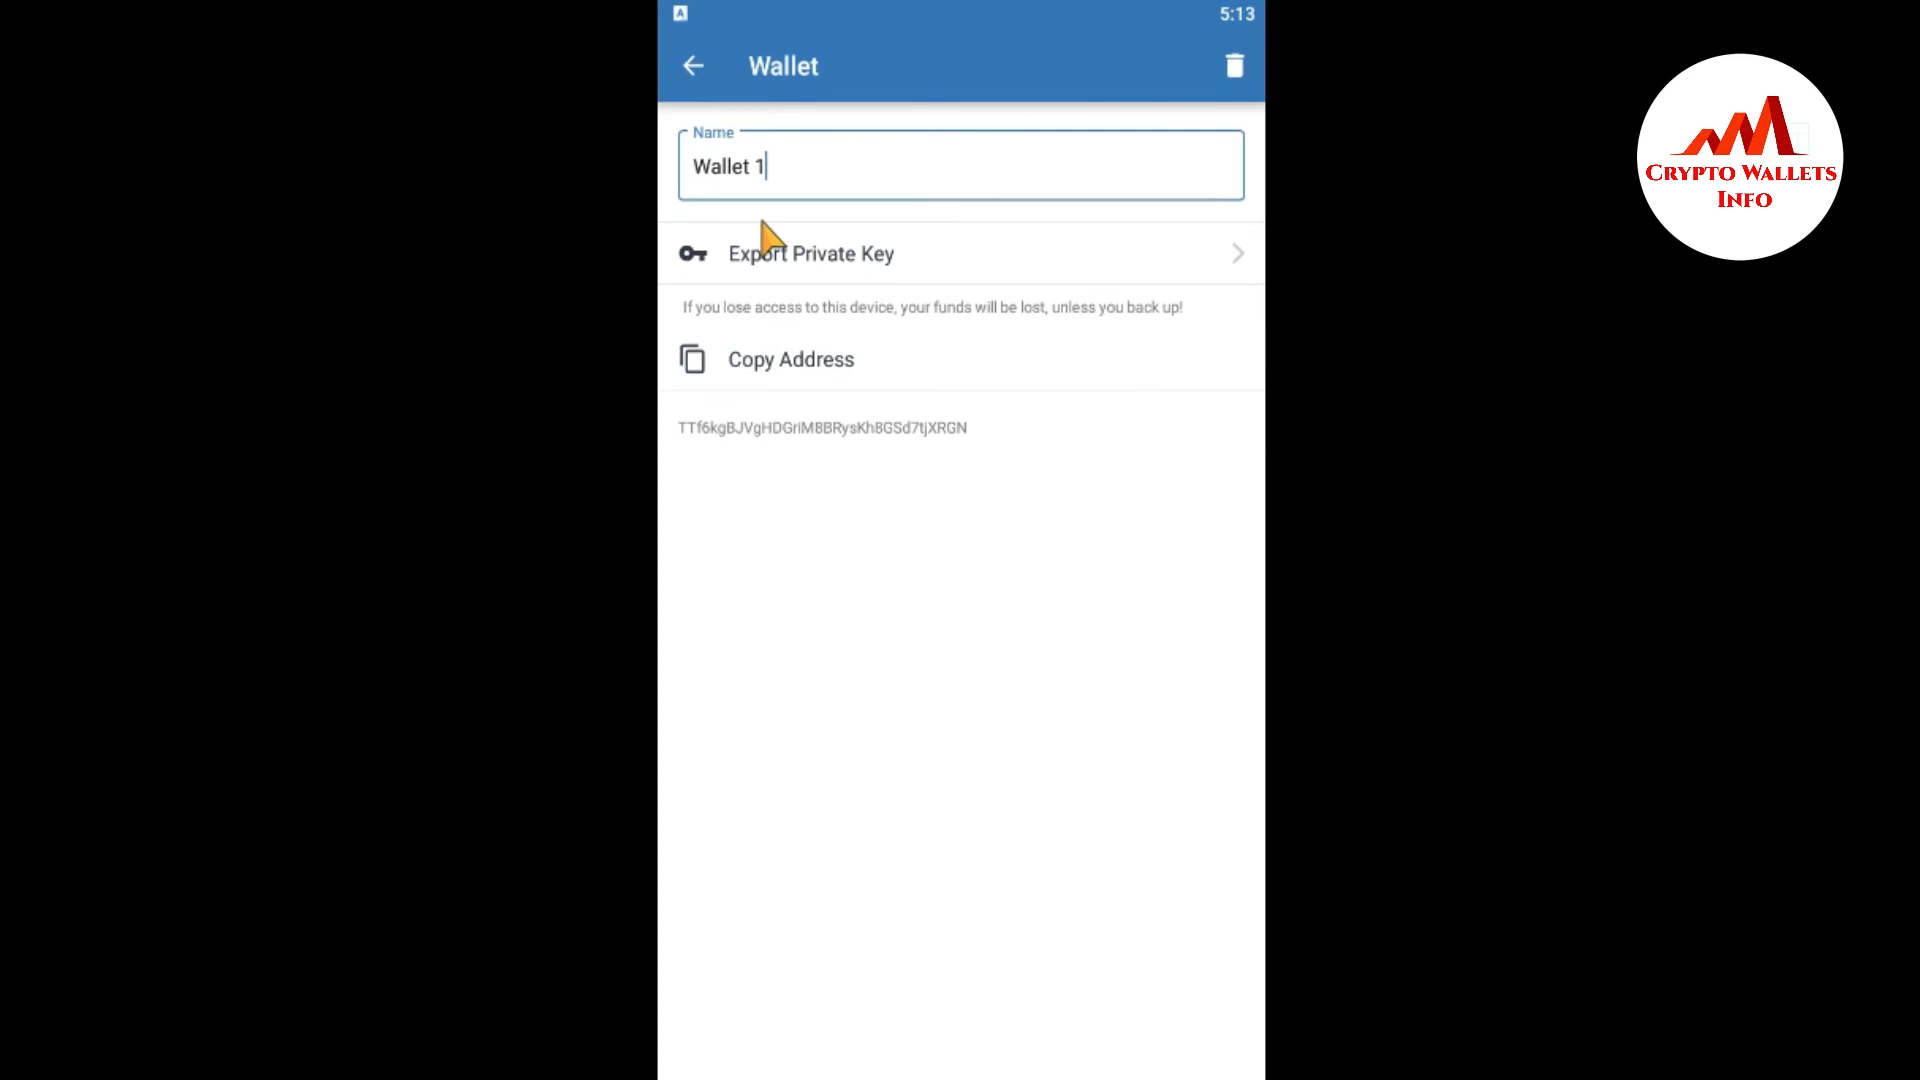 A
5:13
Wallet
Name
Wallet 1
Export Private Key
If you lose access to this device, your funds will be lost, unless you back up!
Copy Address
TTf6kgBJVgHDGriM8BRysKh8GSd7tjXRGN
Crypto Wallets
Info